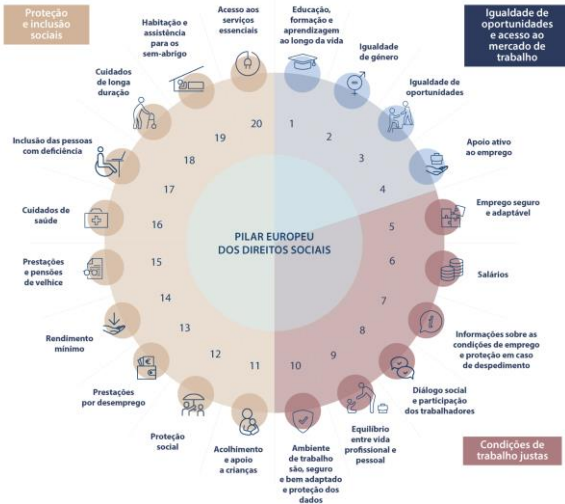 Proteção
e inclusão
sociais
Igualdade de
oportunidades
e acesso ao
mercado de
trabalho
Condições de
trabalho justas
PILAR EUROPEU
DOS DIREITOS SOCIAIS
1
Educação,
formação e
aprendizagem
ao longo da vida
2
Igualdade
de género
3
Igualdade de
oportunidades
4
Apoio ativo
ao emprego
5
Emprego seguro
e adaptável
6
Salários
7
Informações sobre as
condições de emprego
e proteção em caso
de despedimento
8
Diálogo social
e participação
dos trabalhadores
9
Equilíbrio
entre vida
profissional e
pessoal
10
Ambiente
de trabalho
são, seguro
e bem adaptado
e proteção dos
dados
11
Acolhimento
e apoio
a crianças
12
Proteção
social
13
Prestações
por desemprego
14
Rendimento
mínimo
15
Prestações
e pensões
de velhice
16
Cuidados de
saúde
17
Inclusão das pessoas
com deficiência
18
Cuidados
de longa
duração
19
Habitação e
assistência
para os
sem-abrigo
20
Acesso aos
serviços
essenciais